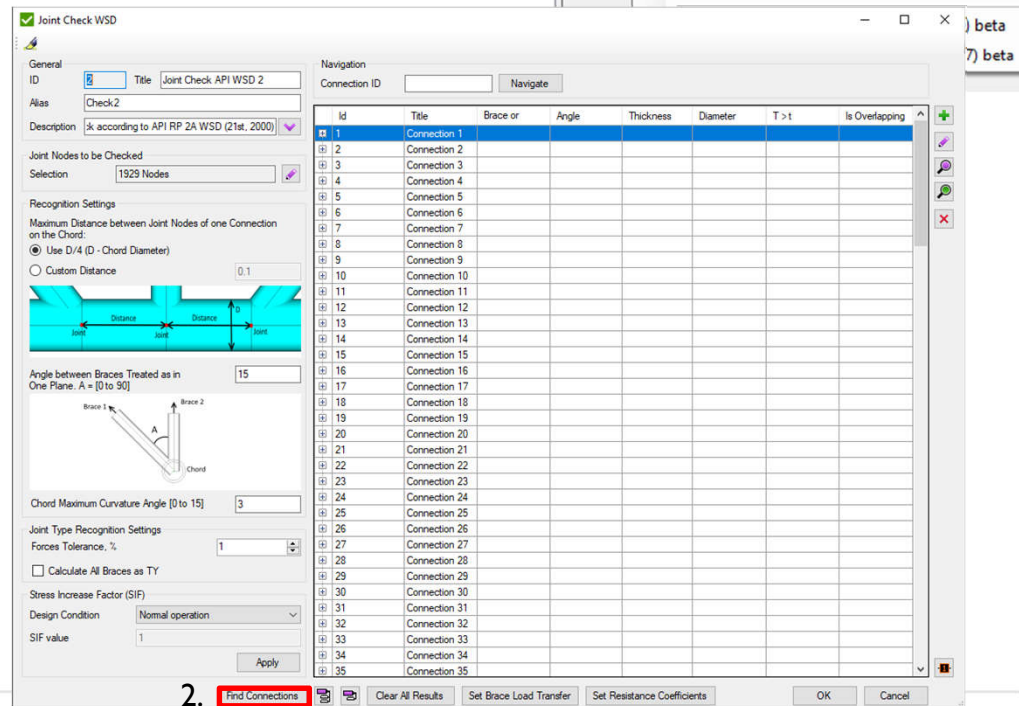 Joint Check WSD
) beta
7) beta
General
ID 2 Title Joint Check API WSD 2
Alias Check2
Description :k according to API RP 2A WSD (21st, 2000)
Joint Nodes to be Checked
Selection 1929 Nodes
Recognition Settings
Maximum Distance between Joint Nodes of one Connection
on the Chord:
Use D/4 (D - Chord Diameter)
Custom Distance 0.1
D
Distance Distance
Joint Joint Joint
Angle between Braces Treated as in
One Plane. A = [0 to 90]
15
Brace 1 Brace 2
A
Chord
Chord Maximum Curvature Angle [0 to 15] 3
Joint Type Recognition Settings
Forces Tolerance, % 1
Calculate All Braces as TY
Stress Increase Factor (SIF)
Design Condition Normal operation
SIF value 1
Apply
Navigation
Connection ID Navigate
Id Title Brace or Angle Thickness Diameter T > t Is Overlapping
1 Connection 1
2 Connection 2
3 Connection 3
4 Connection 4
5 Connection 5
6 Connection 6
7 Connection 7
8 Connection 8
9 Connection 9
10 Connection 10
11 Connection 11
12 Connection 12
13 Connection 13
14 Connection 14
15 Connection 15
16 Connection 16
17 Connection 17
18 Connection 18
19 Connection 19
20 Connection 20
21 Connection 21
22 Connection 22
23 Connection 23
24 Connection 24
25 Connection 25
26 Connection 26
27 Connection 27
28 Connection 28
29 Connection 29
30 Connection 30
31 Connection 31
32 Connection 32
33 Connection 33
34 Connection 34
35 Connection 35
2. Find Connections Clear All Results Set Brace Load Transfer Set Resistance Coefficients OK Cancel